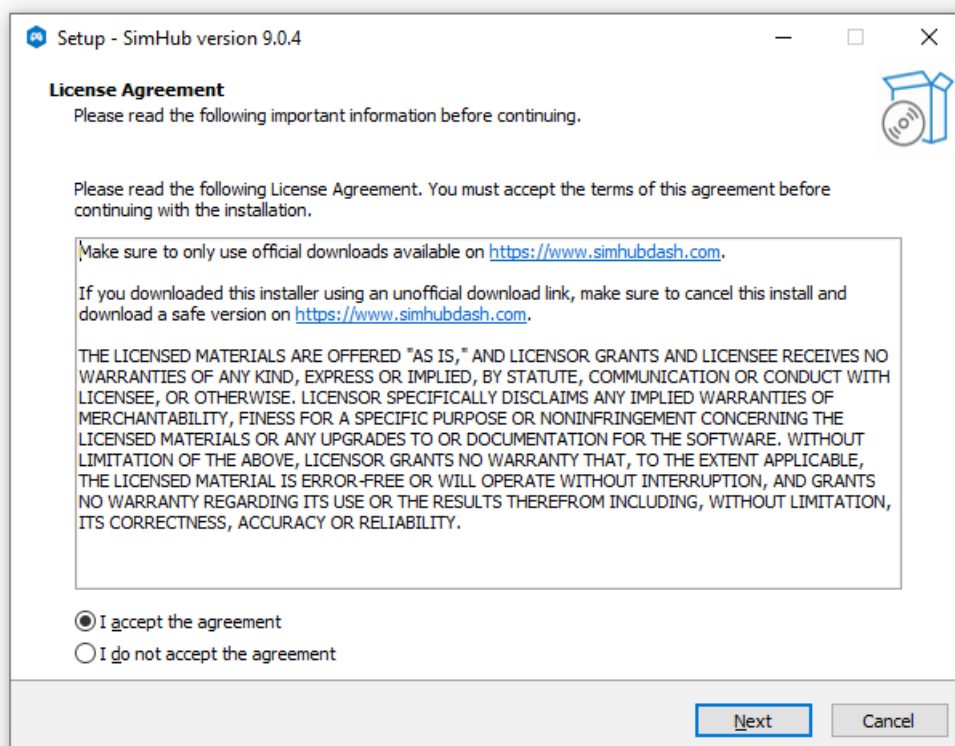 Setup - SimHub version 9.0.4
License Agreement
Please read the following important information before continuing.
Please read the following License Agreement. You must accept the terms of this agreement before
continuing with the installation.
Make sure to only use official downloads available on https://www.simhubdash.com.
If you downloaded this installer using an unofficial download link, make sure to cancel this install and
download a safe version on https://www.simhubdash.com.
THE LICENSED MATERIALS ARE OFFERED "AS IS," AND LICENSOR GRANTS AND LICENSEE RECEIVES NO
WARRANTIES OF ANY KIND, EXPRESS OR IMPLIED, BY STATUTE, COMMUNICATION OR CONDUCT WITH
LICENSEE, OR OTHERWISE. LICENSOR SPECIFICALLY DISCLAIMS ANY IMPLIED WARRANTIES OF
MERCHANTABILITY, FINESS FOR A SPECIFIC PURPOSE OR NONINFRINGEMENT CONCERNING THE
LICENSED MATERIALS OR ANY UPGRADES TO OR DOCUMENTATION FOR THE SOFTWARE. WITHOUT
LIMITATION OF THE ABOVE, LICENSOR GRANTS NO WARRANTY THAT, TO THE EXTENT APPLICABLE,
THE LICENSED MATERIAL IS ERROR-FREE OR WILL OPERATE WITHOUT INTERRUPTION, AND GRANTS
NO WARRANTY REGARDING ITS USE OR THE RESULTS THEREFROM INCLUDING, WITHOUT LIMITATION,
ITS CORRECTNESS, ACCURACY OR RELIABILITY.
I accept the agreement
I do not accept the agreement
Next
Cancel